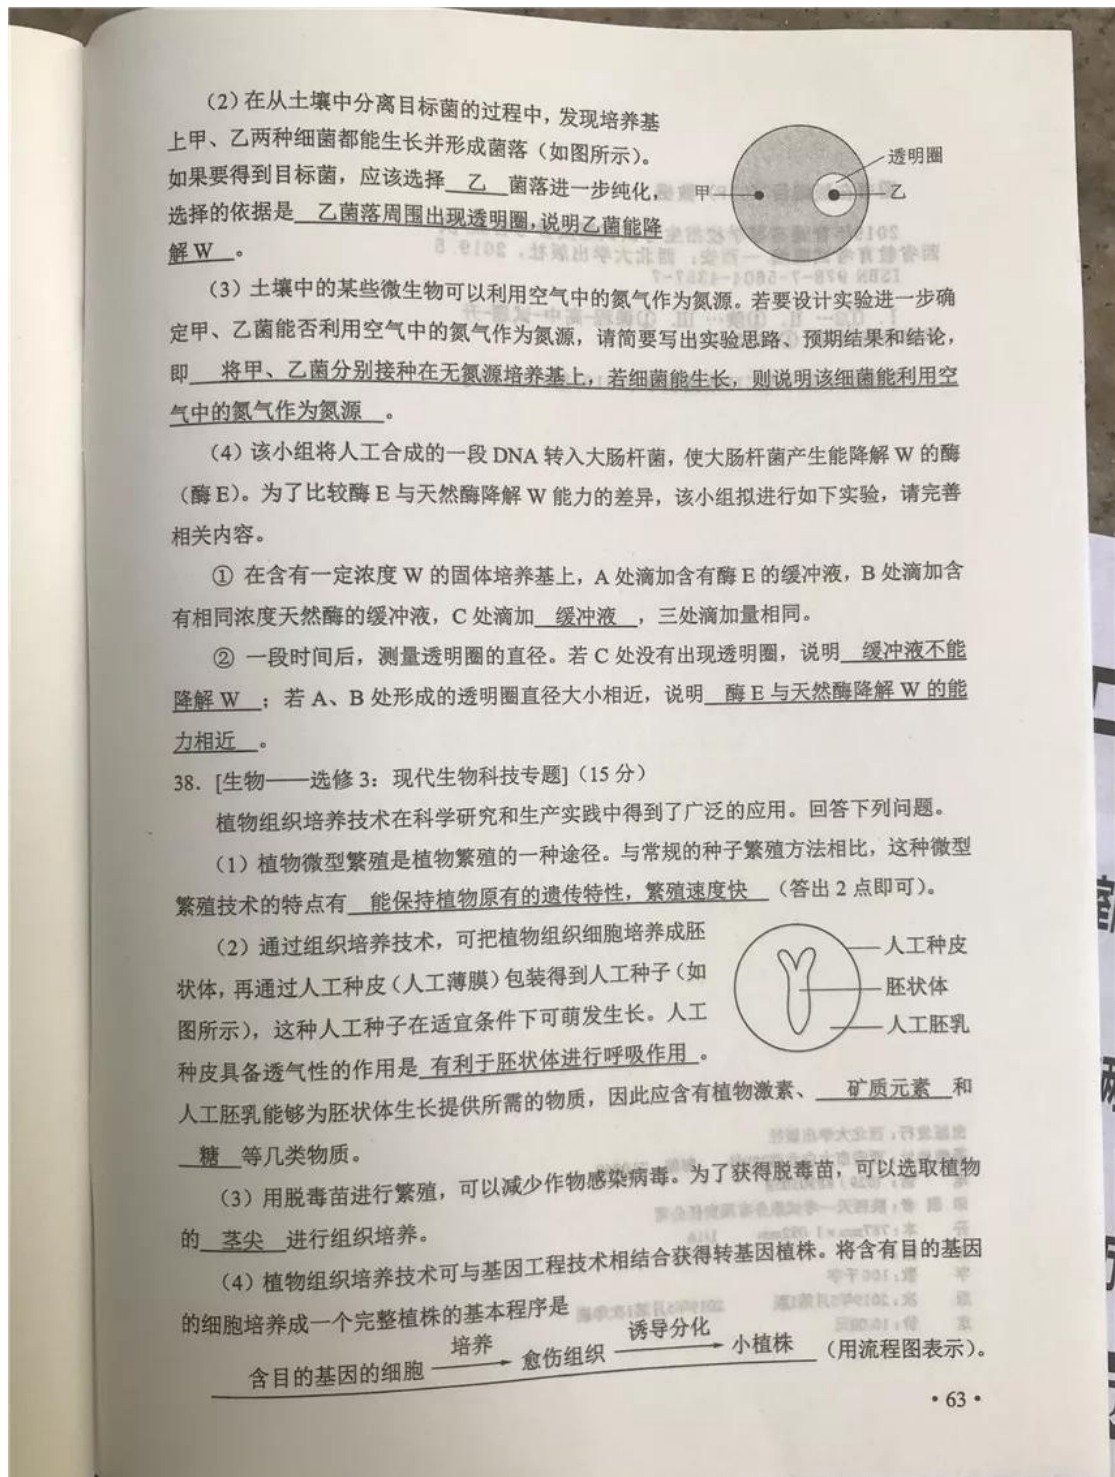 (2)在从土壤中分离目标菌的过程中，发现培养基
上甲、乙两种细菌都能生长并形成菌落（如图所示）。
如果要得到目标菌，应该选择 乙 菌落进一步纯化，
选择的依据是 乙菌落周围出现透明圈，说明乙菌能降
解 W 。
透明圈
甲
乙
(3)土壤中的某些微生物可以利用空气中的氮气作为氮源。若要设计实验进一步确
定甲、乙菌能否利用空气中的氮气作为氮源，请简要写出实验思路、预期结果和结论，
即 将甲、乙菌分别接种在无氮源培养基上，若细菌能生长，则说明该细菌能利用空
气中的氮气作为氮源 。
(4)该小组将人工合成的一段 DNA 转入大肠杆菌，使大肠杆菌产生能降解 W 的酶
（酶 E）。为了比较酶 E 与天然酶降解 W 能力的差异，该小组拟进行如下实验，请完善
相关内容。
① 在含有一定浓度 W 的固体培养基上，A 处滴加含有酶 E 的缓冲液，B 处滴加含
有相同浓度天然酶的缓冲液，C 处滴加 缓冲液 ，三处滴加量相同。
② 一段时间后，测量透明圈的直径。若 C 处没有出现透明圈，说明 缓冲液不能
降解 W ；若 A、B 处形成的透明圈直径大小相近，说明 酶 E 与天然酶降解 W 的能
力相近 。
38. [生物——选修 3：现代生物科技专题]（15 分）
植物组织培养技术在科学研究和生产实践中得到了广泛的应用。回答下列问题。
(1)植物微型繁殖是植物繁殖的一种途径。与常规的种子繁殖方法相比，这种微型
繁殖技术的特点有 能保持植物原有的遗传特性，繁殖速度快 （答出 2 点即可）。
(2)通过组织培养技术，可把植物组织细胞培养成胚
状体，再通过人工种皮（人工薄膜）包装得到人工种子（如
图所示），这种人工种子在适宜条件下可萌发生长。人工
种皮具备透气性的作用是 有利于胚状体进行呼吸作用 。
人工种皮
胚状体
人工胚乳
人工胚乳能够为胚状体生长提供所需的物质，因此应含有植物激素、 矿质元素 和
糖 等几类物质。
(3)用脱毒苗进行繁殖，可以减少作物感染病毒。为了获得脱毒苗，可以选取植物
的 茎尖 进行组织培养。
(4)植物组织培养技术可与基因工程技术相结合获得转基因植株。将含有目的基因
的细胞培养成一个完整植株的基本程序是
含目的基因的细胞 培养→ 愈伤组织 诱导分化→ 小植株 （用流程图表示）。
·63·